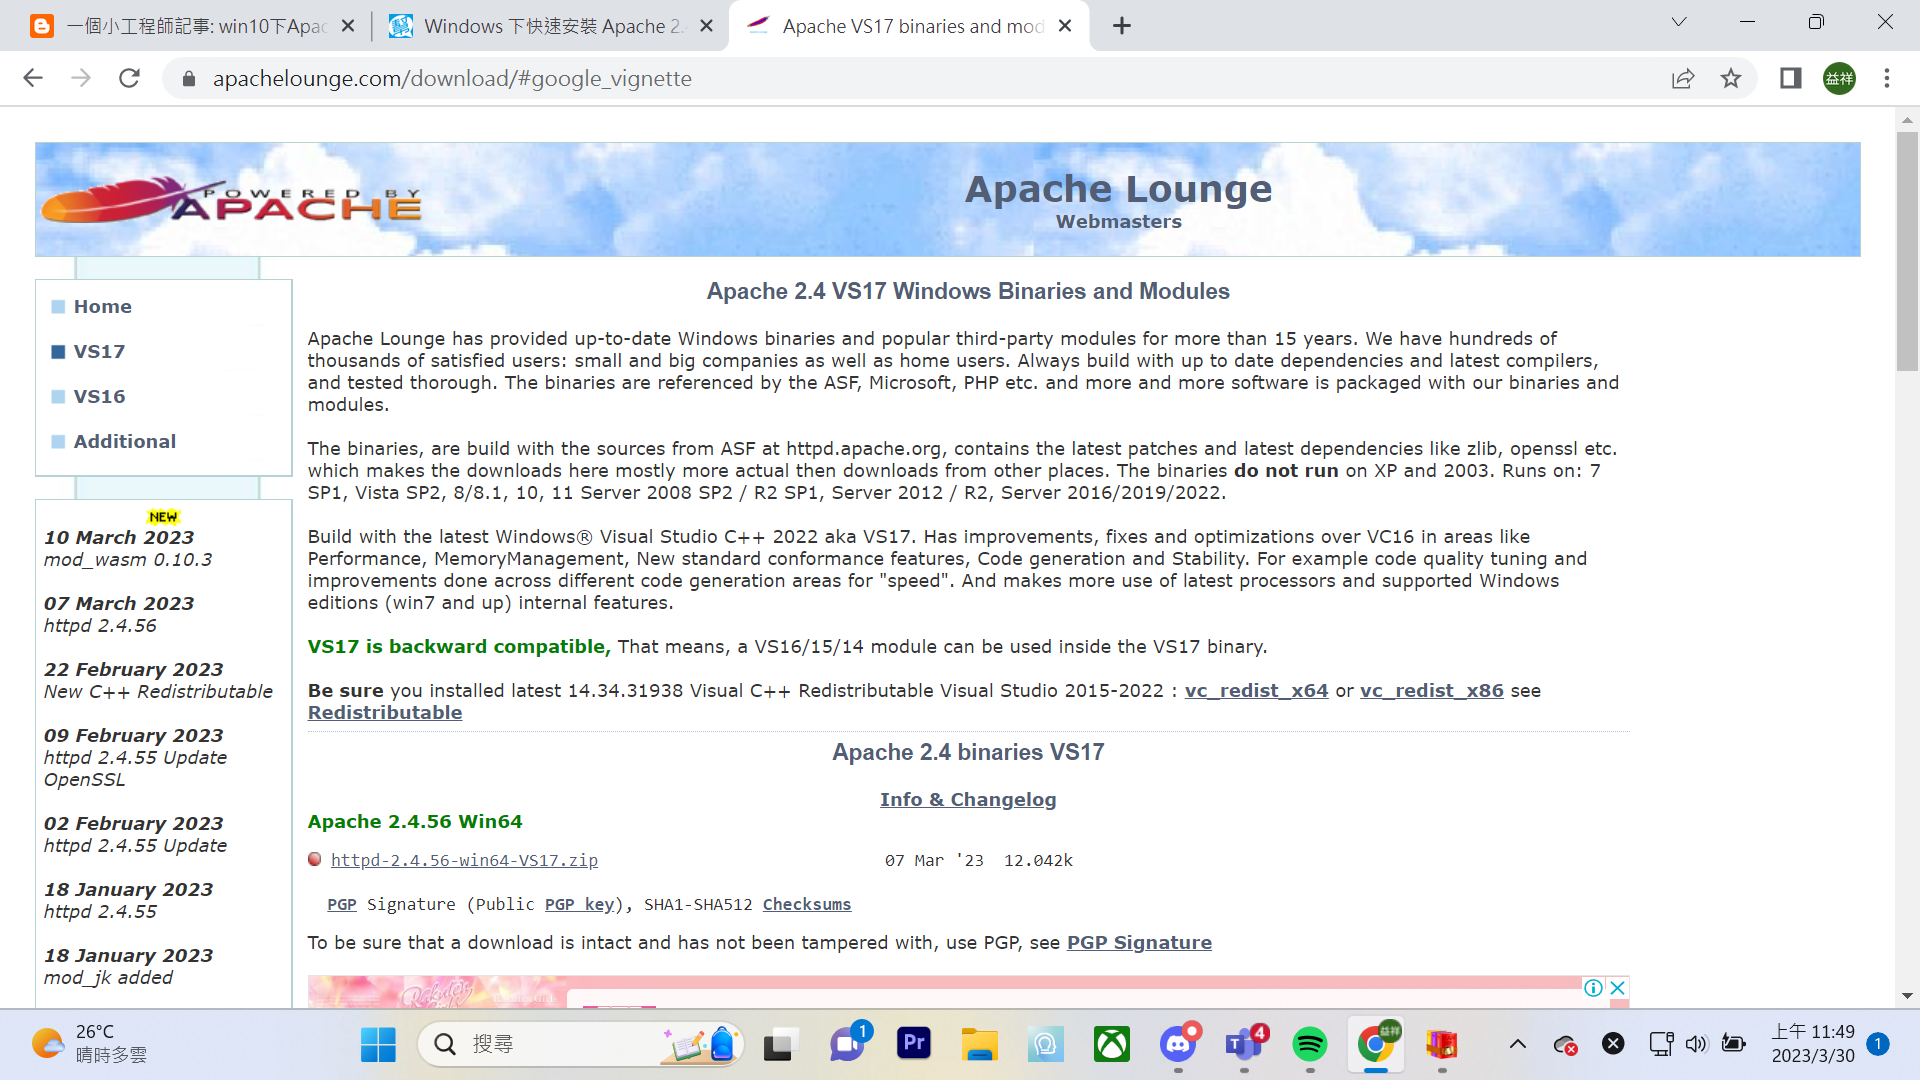 一個小工程師記事: win10下Apac
Windows 下快速安裝 Apache 2.
Apache VS17 binaries and mod
apachelounge.com/download/#google_vignette
益祥
POWERED BY
APACHE
Apache Lounge
Webmasters
Home
VS17
VS16
Additional
NEW
10 March 2023
mod_wasm 0.10.3
07 March 2023
httpd 2.4.56
22 February 2023
New C++ Redistributable
09 February 2023
httpd 2.4.55 Update
OpenSSL
02 February 2023
httpd 2.4.55 Update
18 January 2023
httpd 2.4.55
18 January 2023
mod_jk added
Apache 2.4 VS17 Windows Binaries and Modules
Apache Lounge has provided up-to-date Windows binaries and popular third-party modules for more than 15 years. We have hundreds of
thousands of satisfied users: small and big companies as well as home users. Always build with up to date dependencies and latest compilers,
and tested thorough. The binaries are referenced by the ASF, Microsoft, PHP etc. and more and more software is packaged with our binaries and
modules.
The binaries, are build with the sources from ASF at httpd.apache.org, contains the latest patches and latest dependencies like zlib, openssl etc.
which makes the downloads here mostly more actual then downloads from other places. The binaries do not run on XP and 2003. Runs on: 7
SP1, Vista SP2, 8/8.1, 10, 11 Server 2008 SP2 / R2 SP1, Server 2012 / R2, Server 2016/2019/2022.
Build with the latest Windows® Visual Studio C++ 2022 aka VS17. Has improvements, fixes and optimizations over VC16 in areas like
Performance, MemoryManagement, New standard conformance features, Code generation and Stability. For example code quality tuning and
improvements done across different code generation areas for "speed". And makes more use of latest processors and supported Windows
editions (win7 and up) internal features.
VS17 is backward compatible, That means, a VS16/15/14 module can be used inside the VS17 binary.
Be sure you installed latest 14.34.31938 Visual C++ Redistributable Visual Studio 2015-2022 : vc_redist_x64 or vc_redist_x86 see
Redistributable
Apache 2.4 binaries VS17
Info & Changelog
Apache 2.4.56 Win64
httpd-2.4.56-win64-VS17.zip 07 Mar '23 12.042k
PGP Signature (Public PGP key), SHA1-SHA512 Checksums
To be sure that a download is intact and has not been tampered with, use PGP, see PGP Signature
26°C
晴時多雲
搜尋
1
Pr
4
益祥
上午 11:49
2023/3/30
1